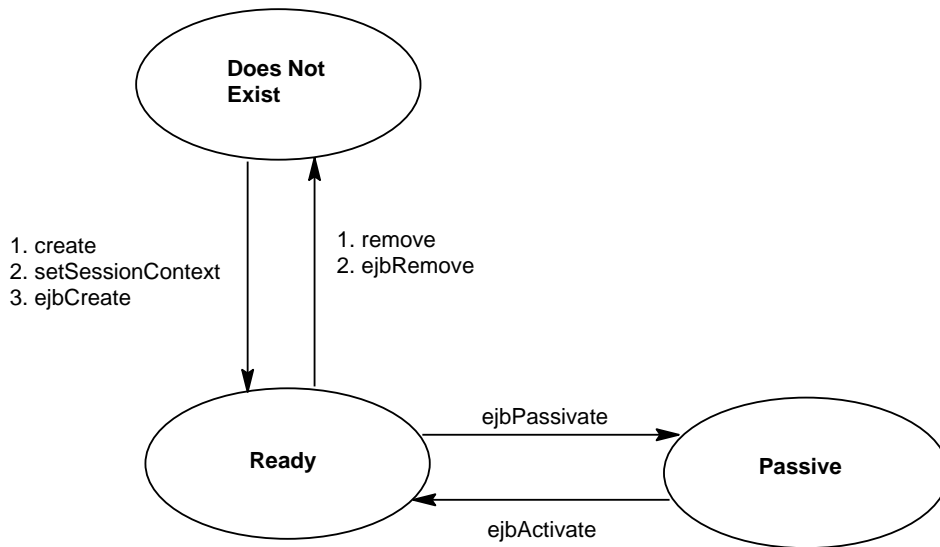 Does Not
Exist
1. create
2. setSessionContext
3. ejbCreate
1. remove
2. ejbRemove
Ready
ejbPassivate
Passive
ejbActivate